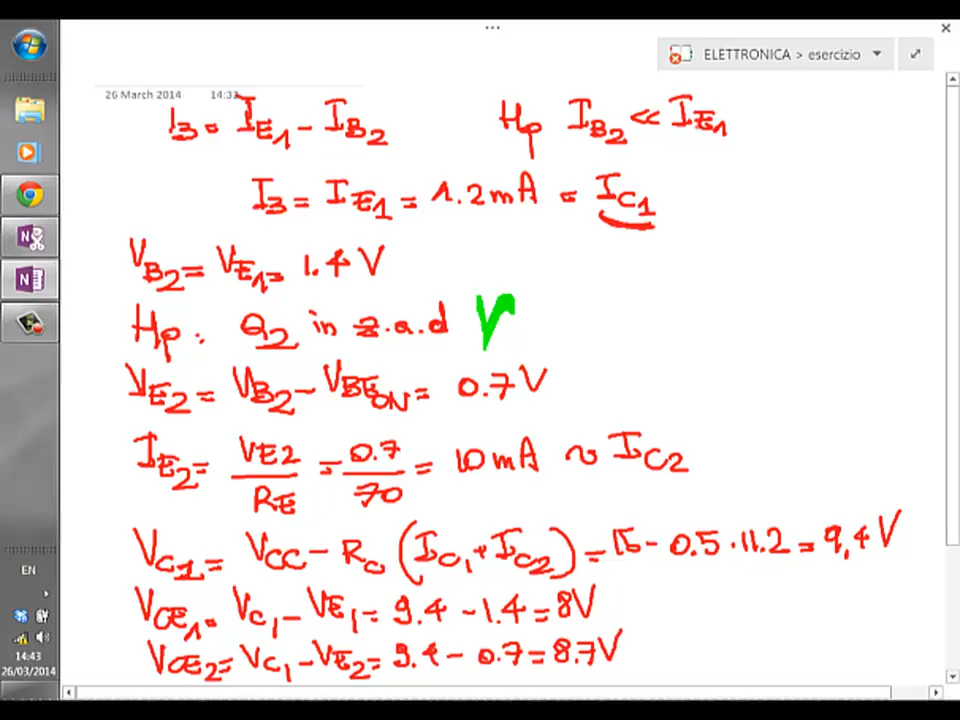 ELETTRONICA > esercizio
26 March 2014 14:33
I3 = IE1 - IB2 Hp IB2 << IE1
I3 = IE1 = 1.2mA = IC1
VB2 = VE1 = 1.4 V
Hp: Q2 in z.a.d V
VE2 = VB2 - VBEON = 0.7 V
IE2 = VE2/RE = 0.7/70 = 10mA ~ IC2
VC1 = VCC - RC (IC1 + IC2) = 15 - 0.5 · 11.2 = 9,4 V
VCE1 = VC1 - VE1 = 9.4 - 1.4 = 8V
VCE2 = VC1 - VE2 = 9.4 - 0.7 = 8.7V
EN
14:43
26/03/2014